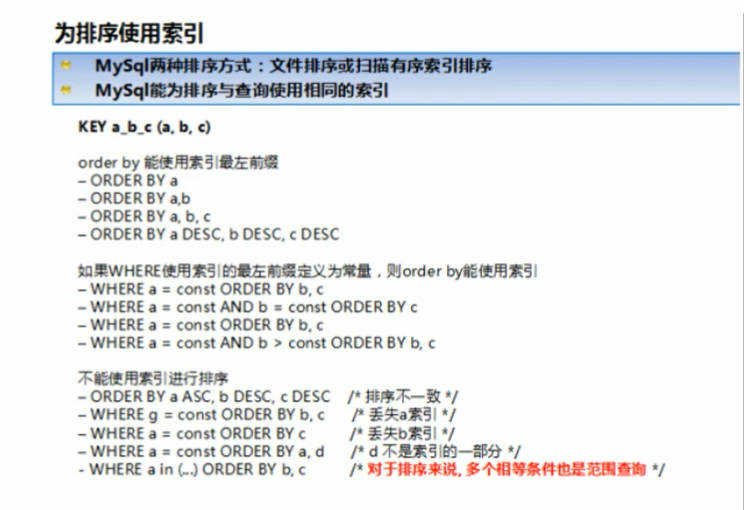 为排序使用索引
MySql两种排序方式：文件排序或扫描有序索引排序
MySql能为排序与查询使用相同的索引
KEY a_b_c (a, b, c)
order by 能使用索引最左前缀
– ORDER BY a
– ORDER BY a,b
– ORDER BY a, b, c
– ORDER BY a DESC, b DESC, c DESC
如果WHERE使用索引的最左前缀定义为常量，则order by能使用索引
– WHERE a = const ORDER BY b, c
– WHERE a = const AND b = const ORDER BY c
– WHERE a = const ORDER BY b, c
– WHERE a = const AND b > const ORDER BY b, c
不能使用索引进行排序
– ORDER BY a ASC, b DESC, c DESC /* 排序不一致 */
– WHERE g = const ORDER BY b, c /* 丢失a索引 */
– WHERE a = const ORDER BY c /* 丢失b索引 */
– WHERE a = const ORDER BY a, d /* d 不是索引的一部分 */
- WHERE a in (...) ORDER BY b, c /* 对于排序来说, 多个相等条件也是范围查询 */